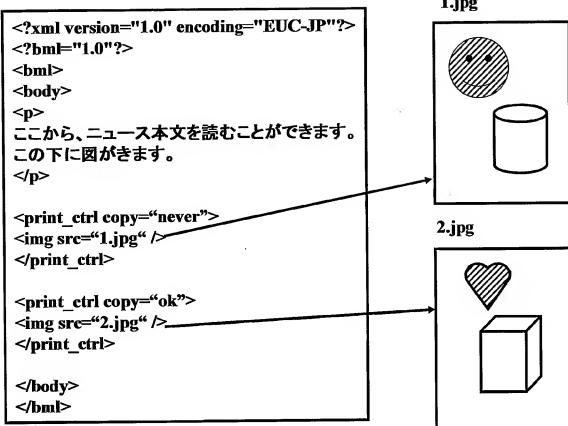 <?xml version="1.0" encoding="EUC-JP"?>
<?bml="1.0"?>
<bml>
<body>
<p>
ここから、ニュース本文を読むことができます。
この下に図がきます。
</p>
<print_ctrl copy=“never”>
<img src=“1.jpg“ />
</print_ctrl>
<print_ctrl copy=“ok”>
<img src=“2.jpg“ />
</print_ctrl>
</body>
</bml>
1.jpg
2.jpg